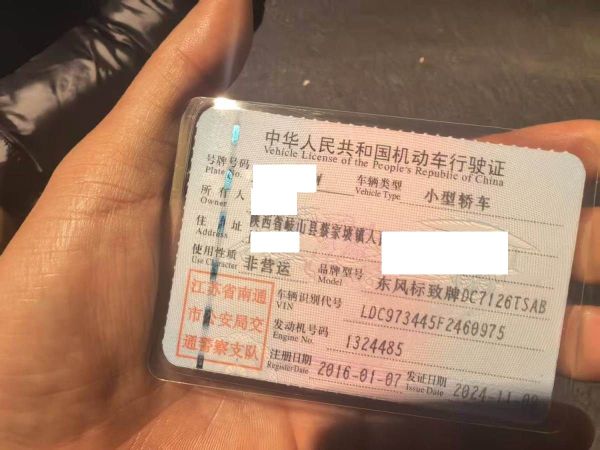 中华人民共和国机动车行驶证
Vehicle License of the People's Republic of China
号牌号码 车辆类型 小型轿车
Plate No. Vehicle Type
所有人
Owner
住址 陕西省岐山县蔡家坡镇人
Address
使用性质 非营运 品牌型号 东风标致牌DC7126TSAB
Use Character Model
江苏省南通
市公安局交
通警察支队
车辆识别代号 LDC973445F2460975
VIN
发动机号码 1324485
Engine No.
注册日期 2016-01-07 发证日期 2024-11-
Register Date Issue Date